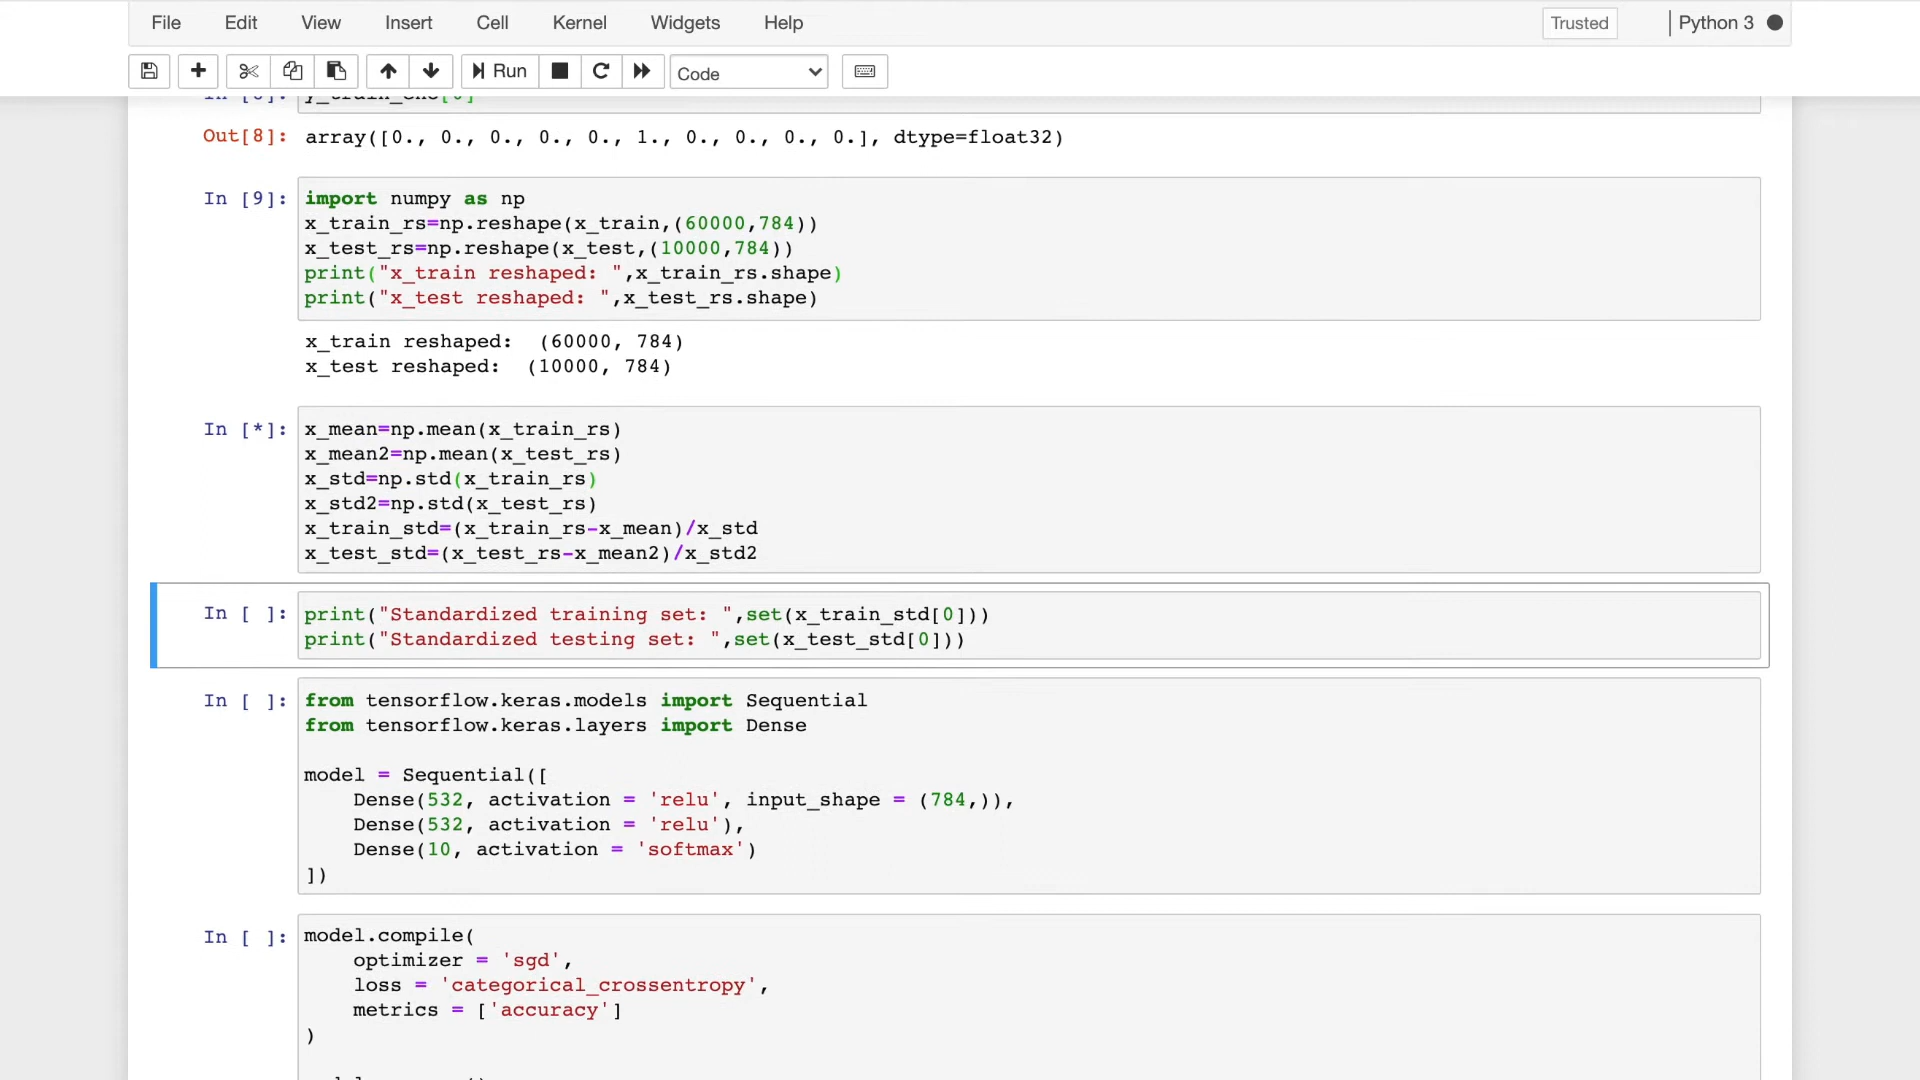 File Edit View Insert Cell Kernel Widgets Help Trusted Python 3
Run Code
y_train_enc[0]
Out[8]: array([0., 0., 0., 0., 0., 1., 0., 0., 0., 0.], dtype=float32)
In [9]: import numpy as np
x_train_rs=np.reshape(x_train,(60000,784))
x_test_rs=np.reshape(x_test,(10000,784))
print("x_train reshaped: ",x_train_rs.shape)
print("x_test reshaped: ",x_test_rs.shape)
x_train reshaped:  (60000, 784)
x_test reshaped:  (10000, 784)
In [*]: x_mean=np.mean(x_train_rs)
x_mean2=np.mean(x_test_rs)
x_std=np.std(x_train_rs)
x_std2=np.std(x_test_rs)
x_train_std=(x_train_rs-x_mean)/x_std
x_test_std=(x_test_rs-x_mean2)/x_std2
In [ ]: print("Standardized training set: ",set(x_train_std[0]))
print("Standardized testing set: ",set(x_test_std[0]))
In [ ]: from tensorflow.keras.models import Sequential
from tensorflow.keras.layers import Dense
model = Sequential([
Dense(532, activation = 'relu', input_shape = (784,)),
Dense(532, activation = 'relu'),
Dense(10, activation = 'softmax')
])
In [ ]: model.compile(
optimizer = 'sgd',
loss = 'categorical_crossentropy',
metrics = ['accuracy']
)